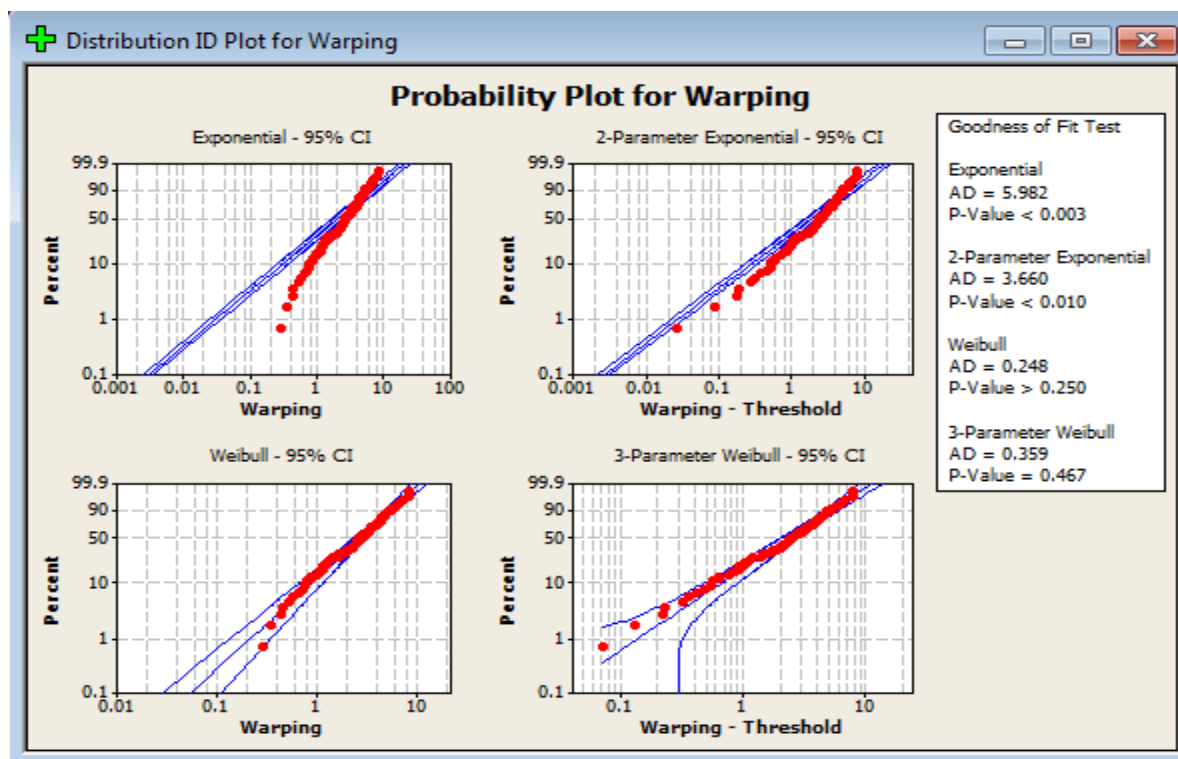 Distribution ID Plot for Warping
Probability Plot for Warping
Exponential - 95% CI
99.9
90
50
10
1
0.1
Percent
0.001 0.01 0.1 1 10 100
Warping
2-Parameter Exponential - 95% CI
99.9
90
50
10
1
0.1
Percent
0.001 0.01 0.1 1 10
Warping - Threshold
Weibull - 95% CI
99.9
90
50
10
1
0.1
Percent
0.01 0.1 1 10
Warping
3-Parameter Weibull - 95% CI
99.9
90
50
10
1
0.1
Percent
0.1 1 10
Warping - Threshold
Goodness of Fit Test
Exponential
AD = 5.982
P-Value < 0.003
2-Parameter Exponential
AD = 3.660
P-Value < 0.010
Weibull
AD = 0.248
P-Value > 0.250
3-Parameter Weibull
AD = 0.359
P-Value = 0.467